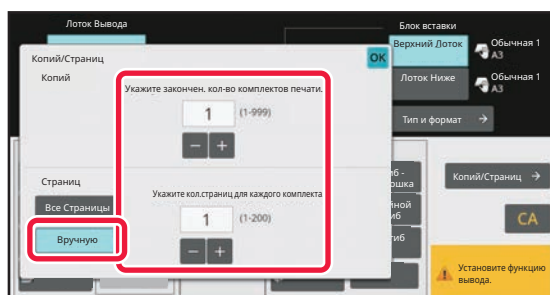 Лоток Вывода
Блок вставки
Верхний Лоток
Обычная 1
A3
Лоток Ниже
Обычная 1
A3
Тип и формат →
Копий/Страниц
OK
Копий
Укажите закончен. кол-во комплектов печати.
1 (1-999)
− +
Страниц
Укажите кол.страниц для каждого комплекта
Все Страницы
1 (1-200)
Вручную
− +
Копий/Страниц →
CA
Установите функцию
вывода.